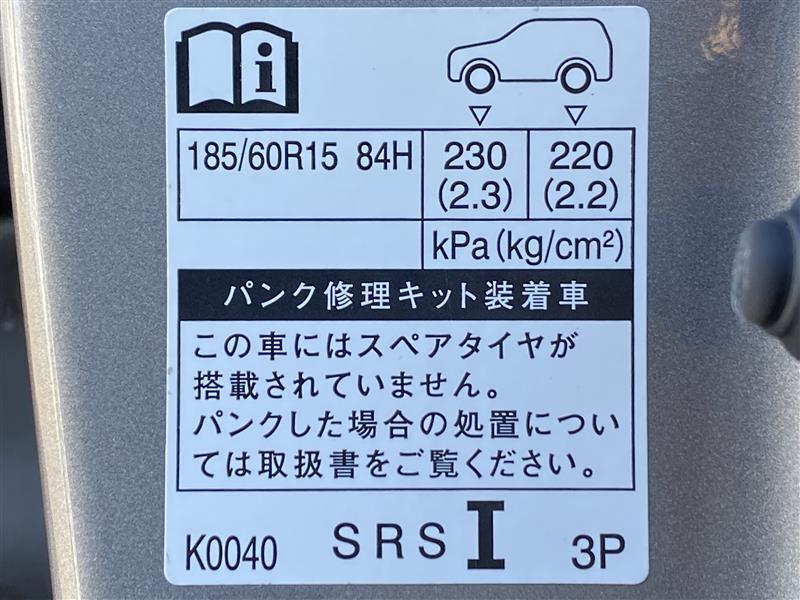 i
185/60R15 84H 230 220
(2.3) (2.2)
kPa(kg/cm²)
パンク修理キット装着車
この車にはスペアタイヤが
搭載されていません。
パンクした場合の処置につい
ては取扱書をご覧ください。
K0040 SRS I 3P